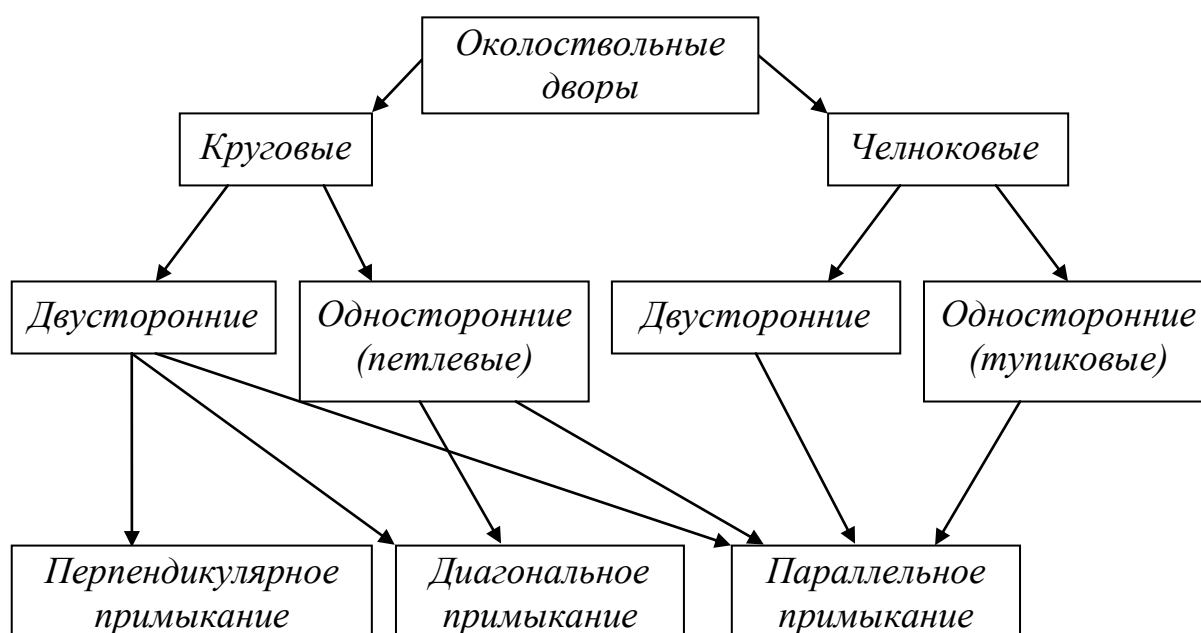 Околоствольные
дворы
Круговые
Челноковые
Двусторонние
Односторонние
(петлевые)
Двусторонние
Односторонние
(тупиковые)
Перпендикулярное
примыкание
Диагональное
примыкание
Параллельное
примыкание